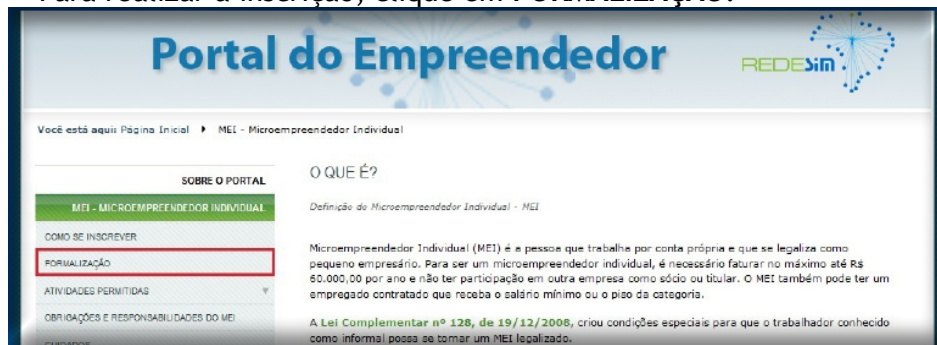 Para realizar a inscrição, clique em FORMALIZAÇÃO:
Portal do Empreendedor
REDESim
Você está aqui: Página Inicial MEI - Microempreendedor Individual
SOBRE O PORTAL
MEI - MICROEMPREENDEDOR INDIVIDUAL
COMO SE INSCREVER
FORMALIZAÇÃO
ATIVIDADES PERMITIDAS
OBRIGAÇÕES E RESPONSABILIDADES DO MEI
CUIDADOS
O QUE É?
Definição de Microempreendedor Individual - MEI
Microempreendedor Individual (MEI) é a pessoa que trabalha por conta própria e que se legaliza como
pequeno empresário. Para ser um microempreendedor individual, é necessário faturar no máximo até R$
60.000,00 por ano e não ter participação em outra empresa como sócio ou titular. O MEI também pode ter um
empregado contratado que receba o salário mínimo ou o piso da categoria.
A Lei Complementar nº 128, de 19/12/2008, criou condições especiais para que o trabalhador conhecido
como informal possa se tornar um MEI legalizado.